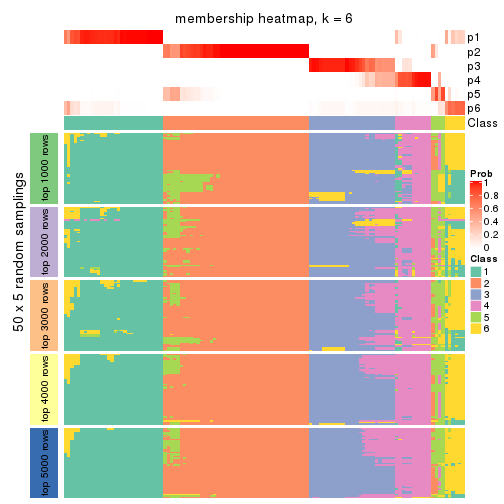 membership heatmap, k = 6
p1
p2
p3
p4
p5
p6
Class
50 x 5 random samplings
top 1000 rows
top 2000 rows
top 3000 rows
top 4000 rows
top 5000 rows
Prob
1
0.8
0.6
0.4
0.2
0
Class
1
2
3
4
5
6